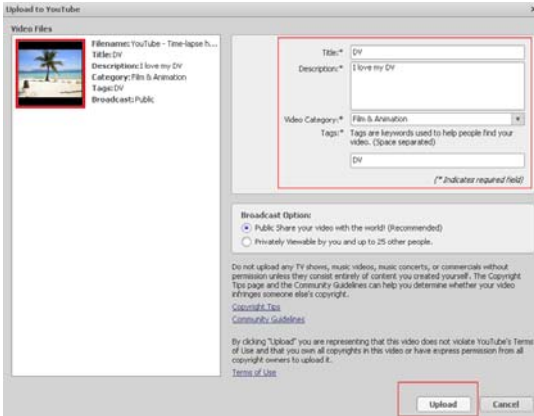 Upload to YouTube
Video Files
Filename: YouTube - Time-lapse h...
Title: DV
Description: I love my DV
Category: Film & Animation
Tags: DV
Broadcast: Public
Title:* DV
Description:* I love my DV
Video Category:* Film & Animation
Tags:* Tags are keywords used to help people find your
video. (Space separated)
DV
(* Indicates required field)
Broadcast Option:
Public Share your video with the world! (Recommended)
Privately Viewable by you and up to 25 other people.
Do not upload any TV shows, music videos, music concerts, or commercials without
permission unless they consist entirely of content you created yourself. The Copyright
Tips page and the Community Guidelines can help you determine whether your video
infringes someone else's copyright.
Copyright Tips
Community Guidelines
By clicking "Upload" you are representing that this video does not violate YouTube's Terms
of Use and that you own all copyrights in this video or have express permission from all
copyright owners to upload it.
Terms of Use
Upload Cancel